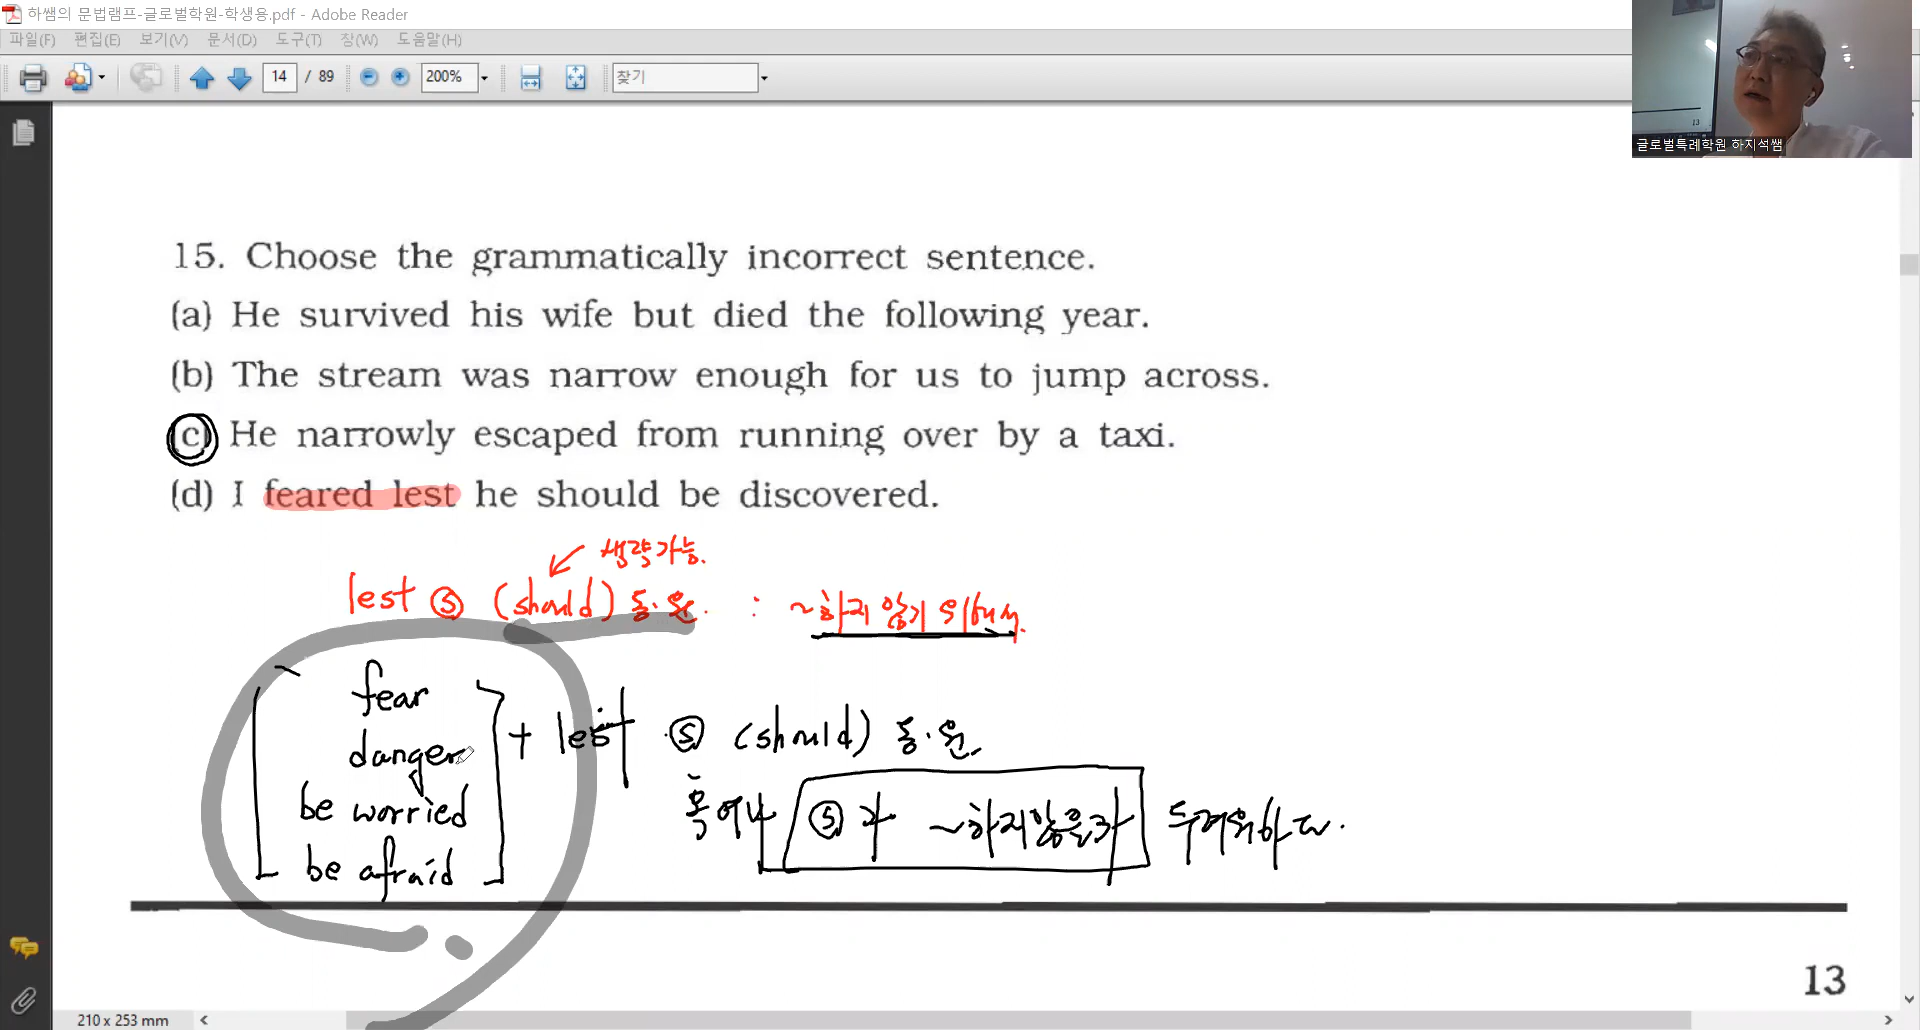 하쌤의 문법램프-글로벌학원-학생용.pdf - Adobe Reader
파일(F) 편집(E) 보기(V) 문서(D) 도구(T) 창(W) 도움말(H)
14 / 89 200% 찾기
13
글로벌특례학원 하지석쌤
15. Choose the grammatically incorrect sentence.
(a) He survived his wife but died the following year.
(b) The stream was narrow enough for us to jump across.
(c) He narrowly escaped from running over by a taxi.
(d) I feared lest he should be discovered.
생략가능.
lest Ⓢ (should) 동·원. : ~하지 않기 위해서.
fear
danger
be worried
be afraid
+ lest Ⓢ (should) 동·원.
혹여나 Ⓢ가 ~하지않을까 두려워하다.
13
210 x 253 mm